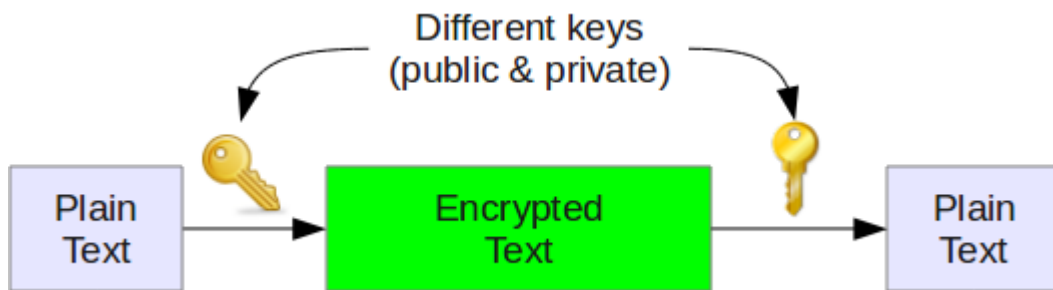 Different keys
(public & private)
Plain
Text
Encrypted
Text
Plain
Text